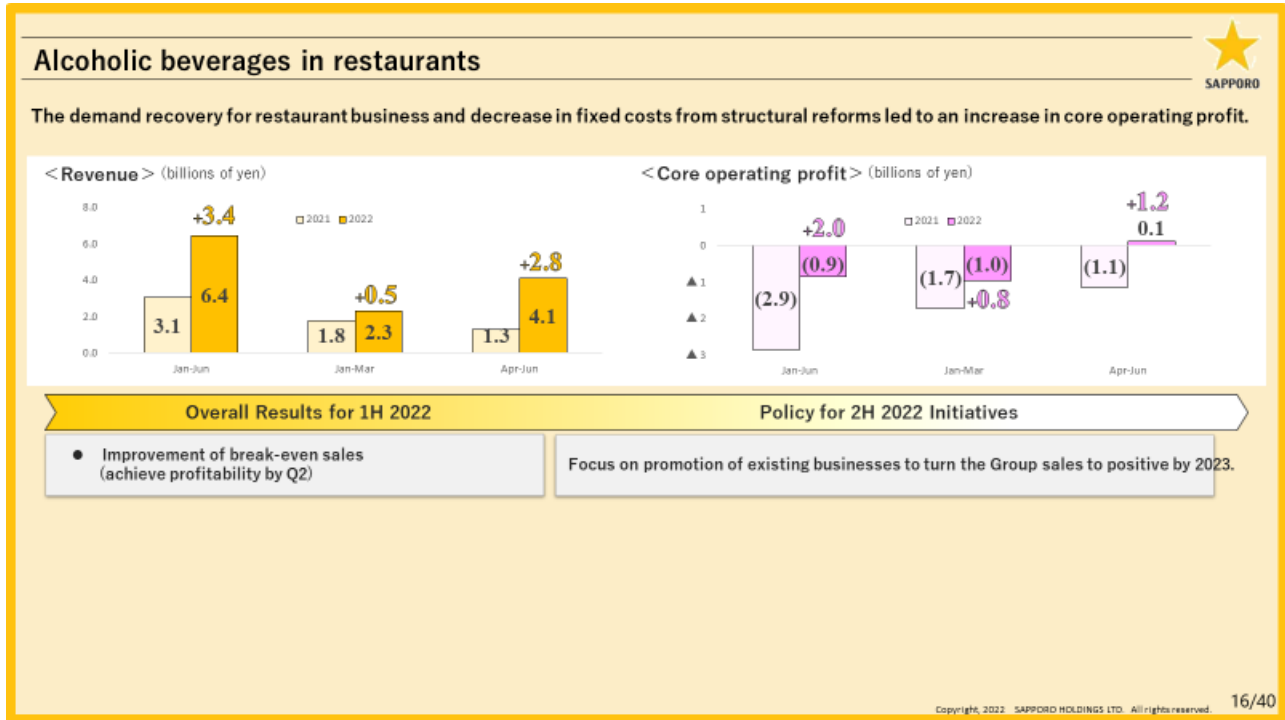 Alcoholic beverages in restaurants
SAPPORO
The demand recovery for restaurant business and decrease in fixed costs from structural reforms led to an increase in core operating profit.
＜Revenue＞ (billions of yen)
8.0
6.0
4.0
2.0
0.0
2021 2022
+3.4
3.1 6.4
+0.5
1.8 2.3
+2.8
1.3 4.1
Jan-Jun Jan-Mar Apr-Jun
＜Core operating profit＞ (billions of yen)
1
0
▲1
▲2
▲3
2021 2022
+2.0
(2.9) (0.9)
(1.7) (1.0)
+0.8
+1.2
0.1
(1.1)
Jan-Jun Jan-Mar Apr-Jun
Overall Results for 1H 2022
Policy for 2H 2022 Initiatives
● Improvement of break-even sales
(achieve profitability by Q2)
Focus on promotion of existing businesses to turn the Group sales to positive by 2023.
Copyright, 2022 SAPPORO HOLDINGS LTD. All rights reserved.
16/40